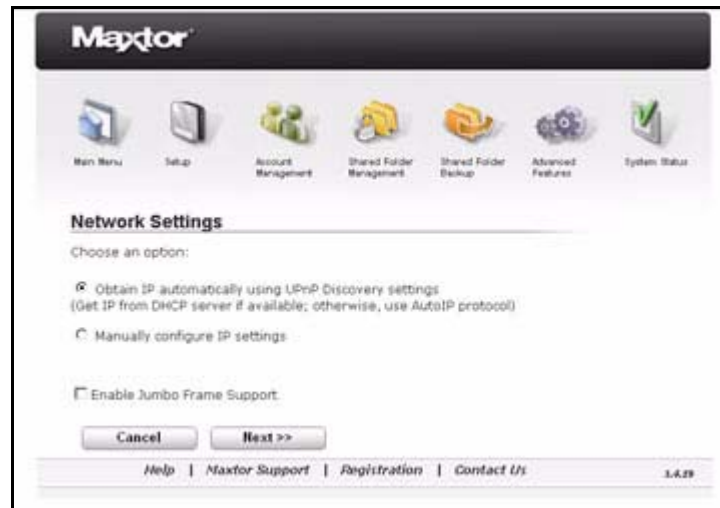 Maxtor
Main Menu
Setup
Account Management
Shared Folder Management
Shared Folder Backup
Advanced Features
System Status
Network Settings
Choose an option:
Obtain IP automatically using UPnP Discovery settings
(Get IP from DHCP server if available; otherwise, use AutoIP protocol)
Manually configure IP settings
Enable Jumbo Frame Support
Cancel
Next >>
Help | Maxtor Support | Registration | Contact Us